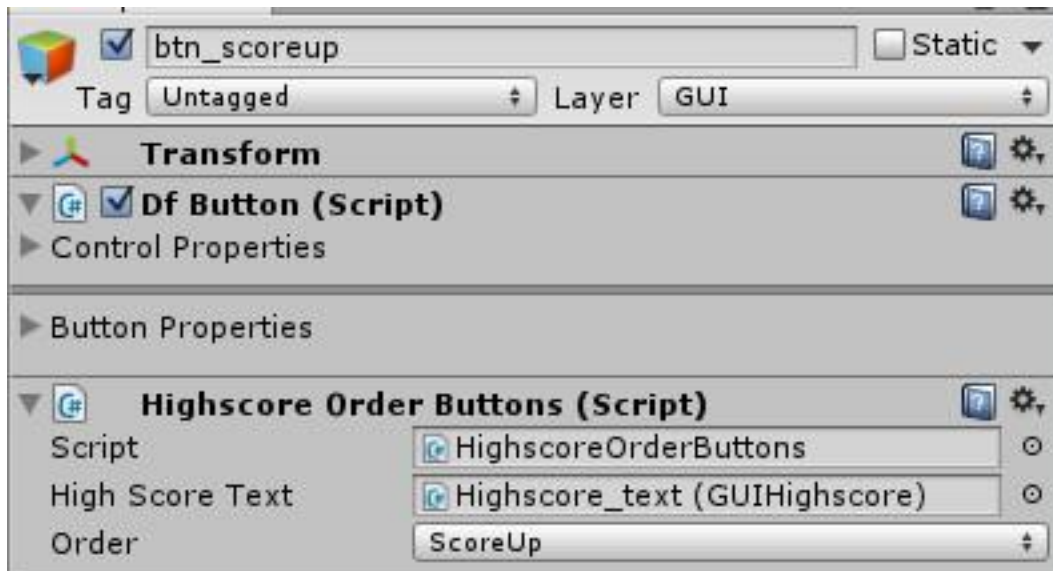 btn_scoreup Static
Tag Untagged Layer GUI
Transform
Df Button (Script)
Control Properties
Button Properties
Highscore Order Buttons (Script)
Script HighscoreOrderButtons
High Score Text Highscore_text (GUIHighscore)
Order ScoreUp